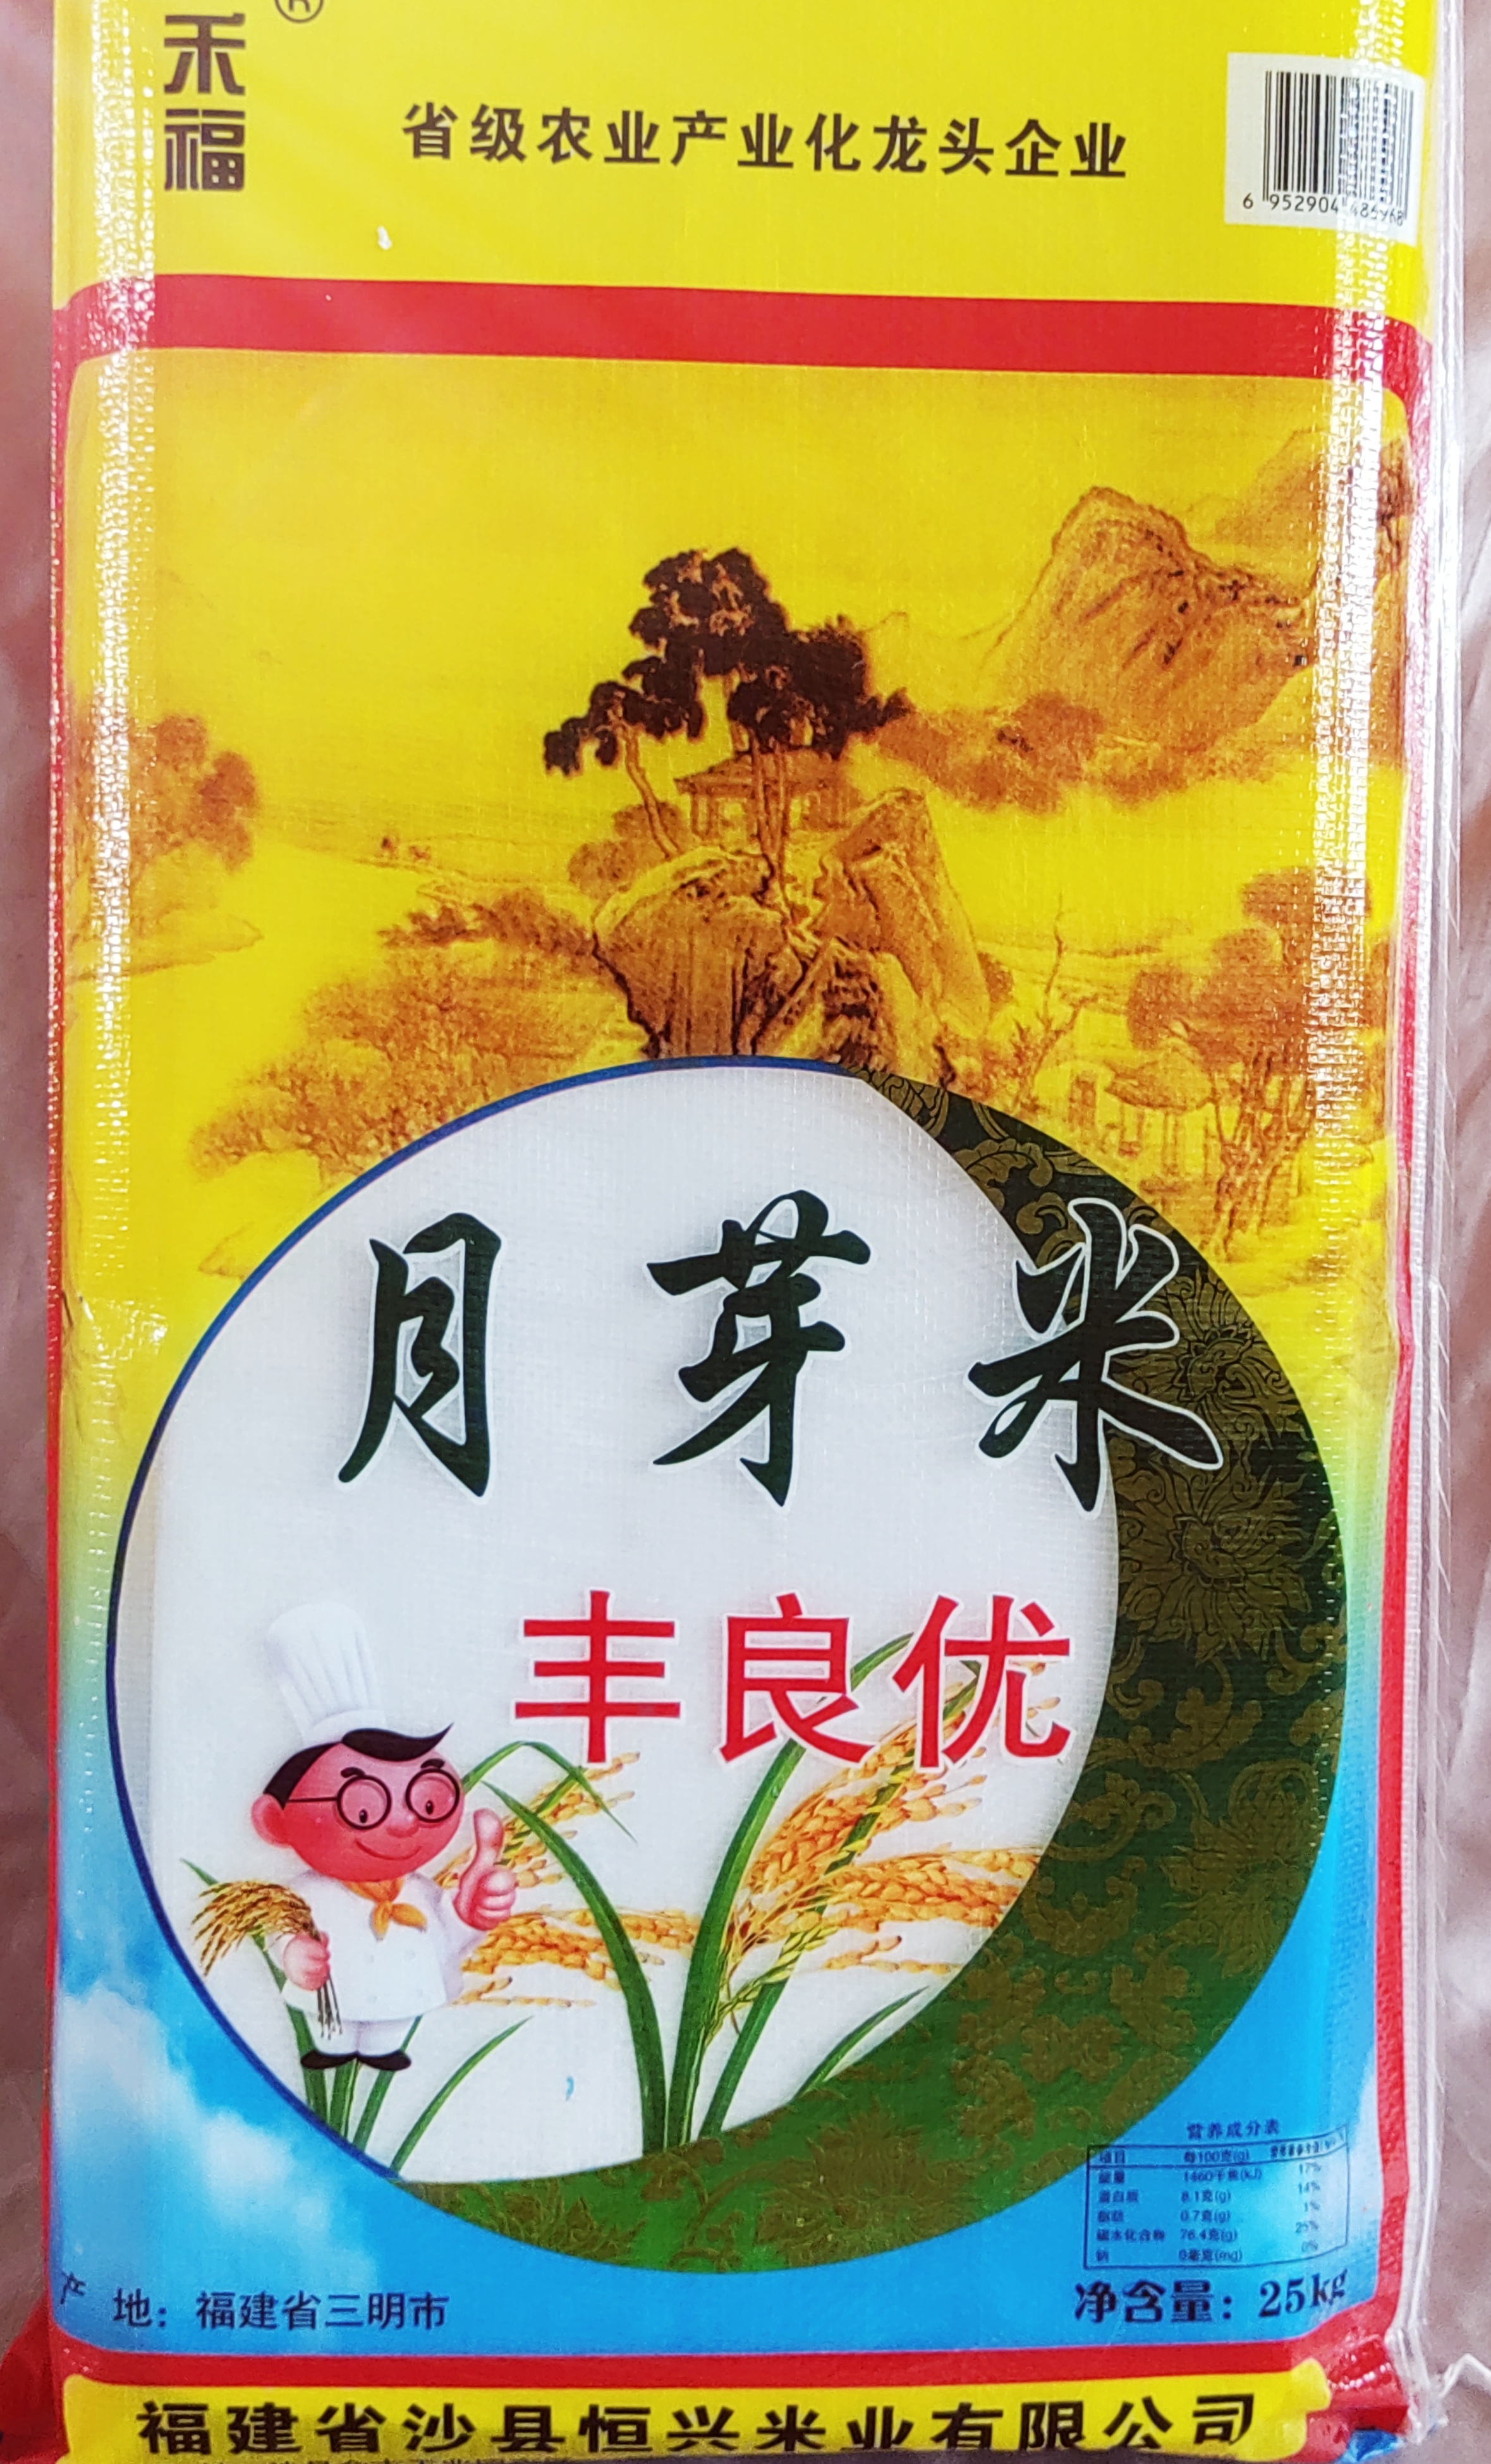 ®
禾福
省级农业产业化龙头企业
6 952904 486968
月芽米
丰良优
营养成分表
项目 每100克(g)
能量 1460千焦(kJ) 17%
蛋白质 8.1克(g) 14%
脂肪 0.7克(g) 1%
碳水化合物 76.4克(g) 25%
钠 0毫克(mg) 0%
产 地：福建省三明市
净含量：25kg
福建省沙县恒兴米业有限公司